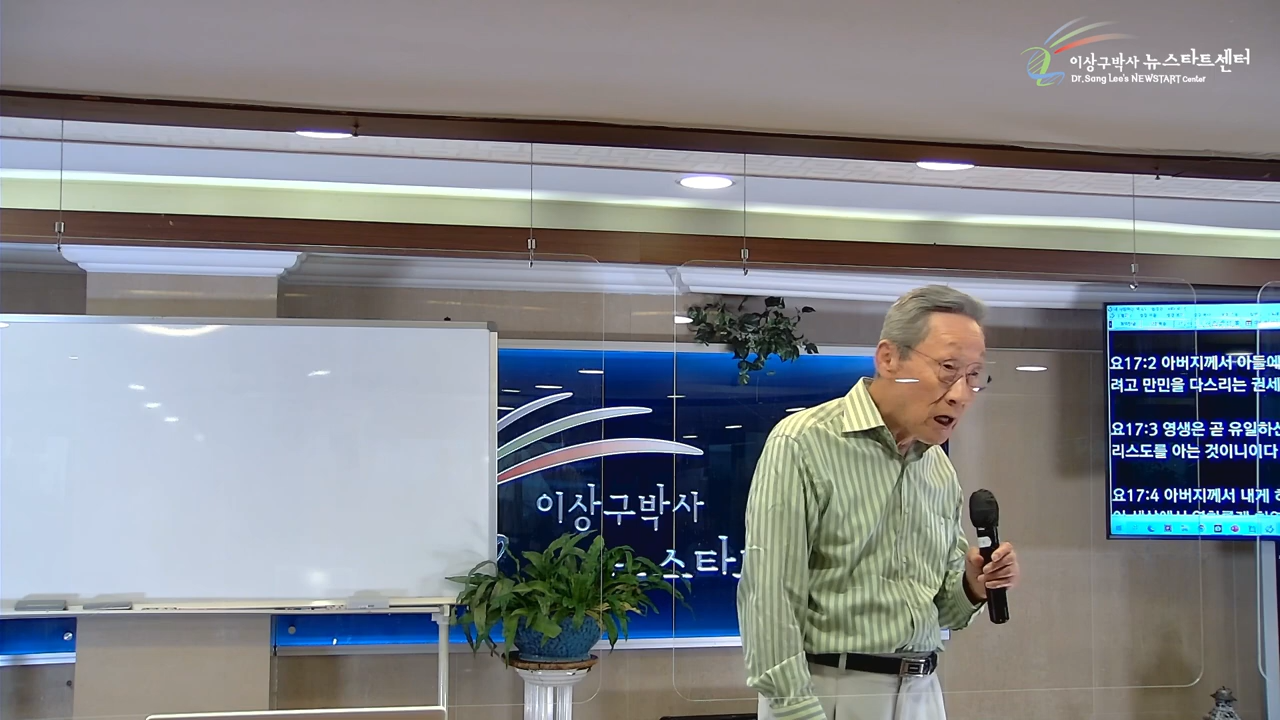 이상구박사 뉴스타트센터
Dr. Sang Lee's NEWSTART Center
이상구박사
스타트
요17:2 아버지께서 아들에
려고 만민을 다스리는 권세
요17:3 영생은 곧 유일하신
리스도를 아는 것이니이다
요17:4 아버지께서 내게 하